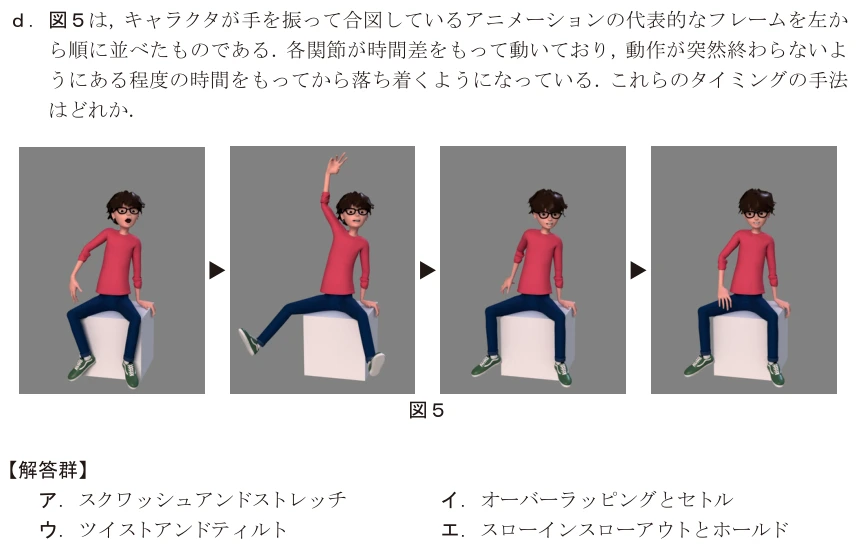 d．図5は，キャラクタが手を振って合図しているアニメーションの代表的なフレームを左か
ら順に並べたものである．各関節が時間差をもって動いており，動作が突然終わらないよ
うにある程度の時間をもってから落ち着くようになっている．これらのタイミングの手法
はどれか．
図5
【解答群】
ア．スクワッシュアンドストレッチ
イ．オーバーラッピングとセトル
ウ．ツイストアンドティルト
エ．スローインスローアウトとホールド